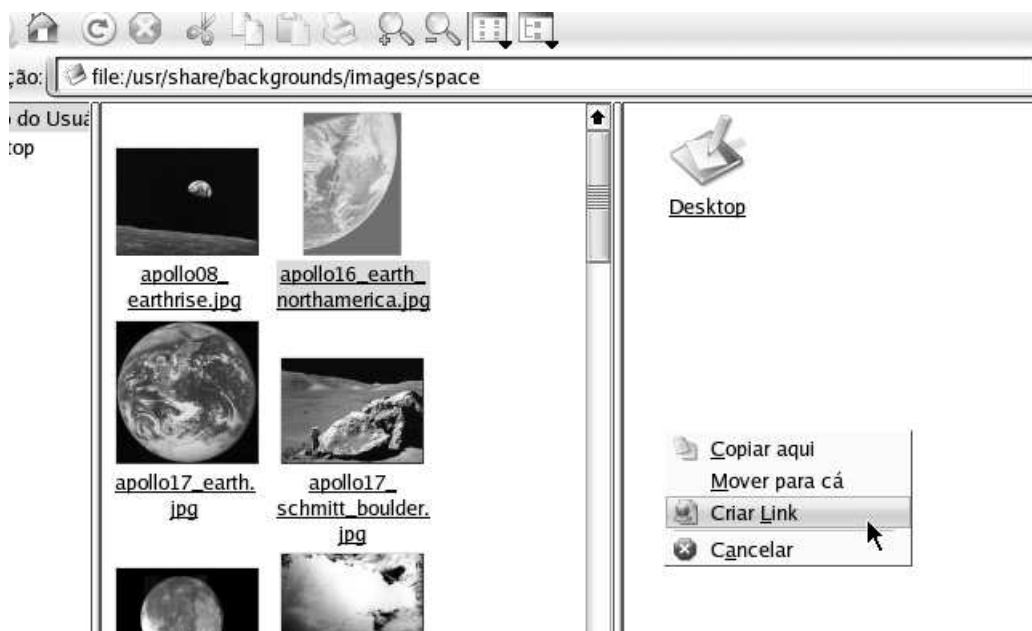 ção: file:/usr/share/backgrounds/images/space
do Usuá
top
apollo08_
earthrise.jpg
apollo16_earth_
northamerica.jpg
apollo17_earth.
jpg
apollo17_
schmitt_boulder.
jpg
Desktop
Copiar aqui
Mover para cá
Criar Link
Cancelar